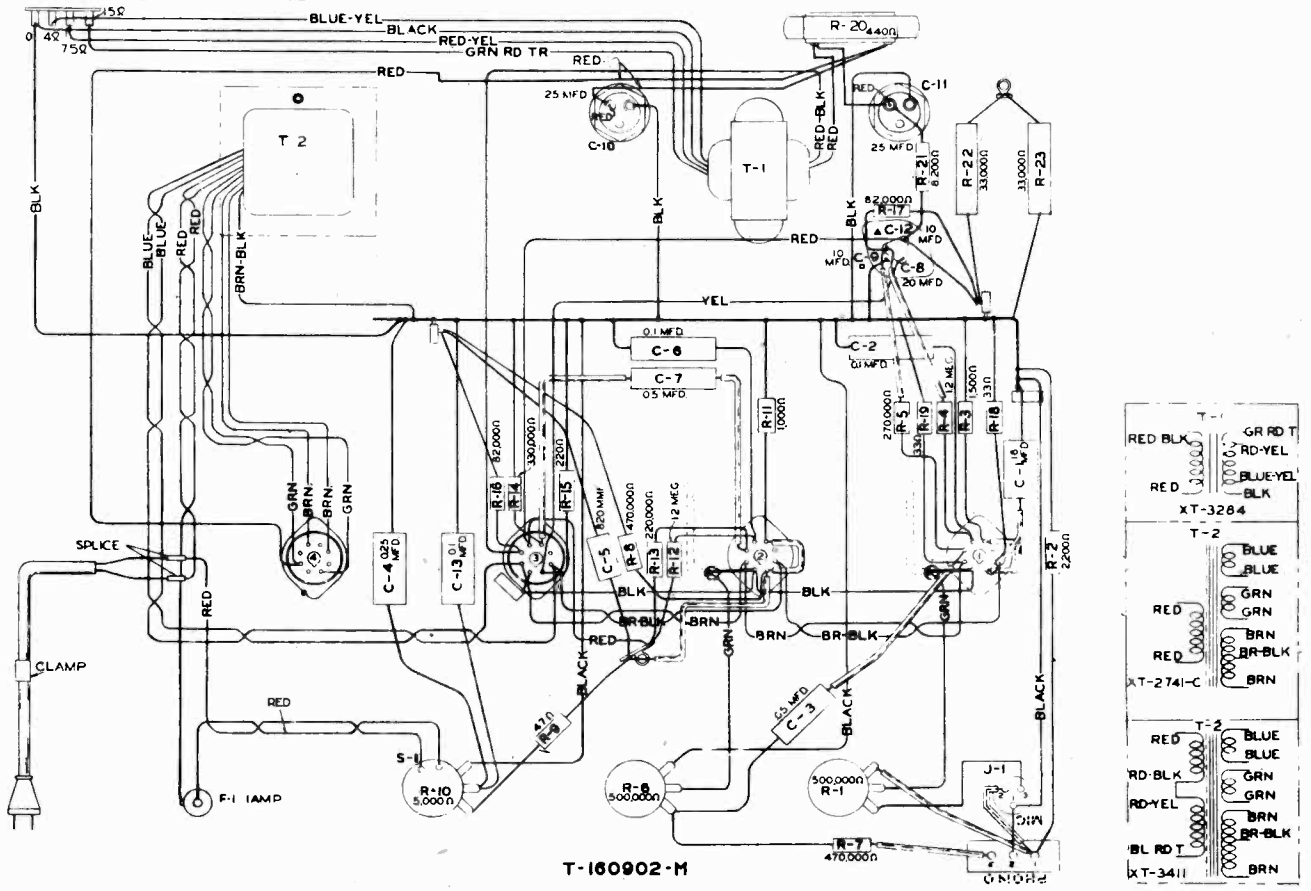 15Ω
0 4Ω
75Ω
BLUE-YEL
BLACK
RED-YEL
GRN RD TR
RED
R-20
440Ω
RED
25 MFD
RED
C-10
RED
C-11
25 MFD
T 2
T-1
RED-BLK
RED
BLK
R-21
8,200Ω
R-22
33,000Ω
33,000Ω
R-23
BLK
BLK
82,000Ω
R-17
▲ C-12
10
MFD
RED
10
MFD.
C-9
C-8
20 MFD
BLUE
BLUE
RED
RED
BRN-BLK
YEL
0.1 MFD.
C-6
C-7
0.5 MFD.
C-2
0.1 MFD
R-11
1,000Ω
270,000Ω
R-5
33Ω
R-19
1.2 MEG
R-4
1,500Ω
R-3
33Ω
R-18
82,000Ω
R-16
330,000Ω
R-14
220Ω
R-15
GRN
BRN
BRN
GRN
4
SPLICE
C-4
0.25
MFD
C-13
3
820 MMF
C-5
470,000Ω
R-8
220,000Ω
R-13
1.2 MEG
R-12
2
1
R-2
2,200Ω
RED
BLK
BLK
BR-BLK
BRN
BRN
BR-BLK
RED
GRN
GRN
CLAMP
BLACK
BLACK
BLACK
RED
47Ω
R-9
0.5 MFD
C-3
S-1
R-10
5,000Ω
R-6
500,000Ω
500,000Ω
R-1
J-1
MIC
F-1 LAMP
R-7
470,000Ω
PHONO
T-160902-M
T-1
RED BLK
RED
GR RD T
RD-YEL
BLUE-YEL
BLK
XT-3284
T-2
BLUE
BLUE
GRN
GRN
RED
RED
BRN
BR-BLK
BRN
XT-2741-C
T-2
RED
BLUE
BLUE
RD-BLK
GRN
GRN
RD-YEL
BRN
BR-BLK
BL RD T
BRN
XT-3411